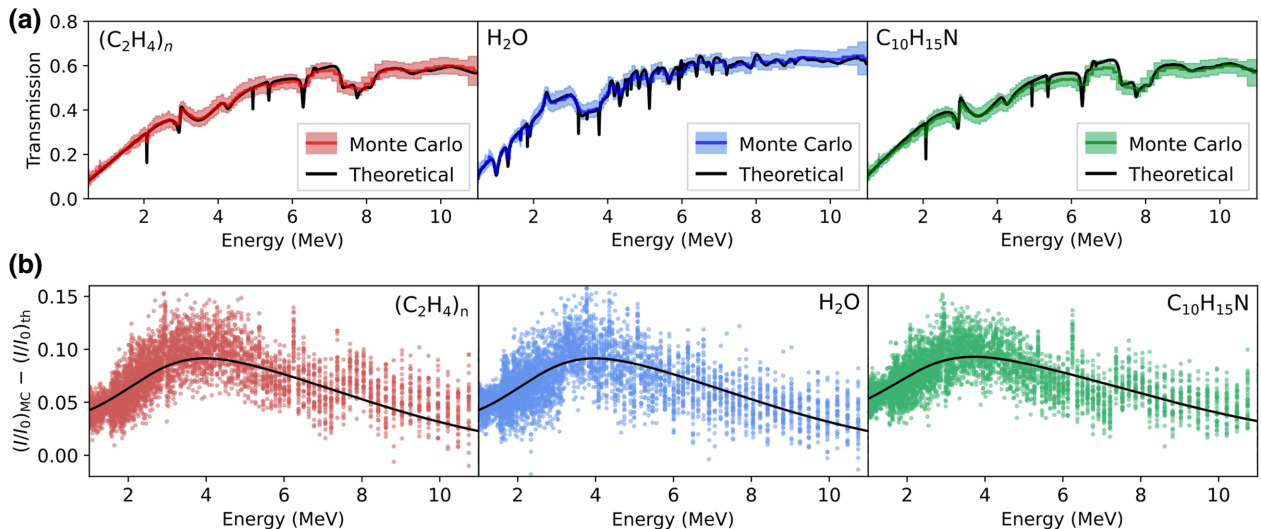 (a)
0.8
0.6
0.4
0.2
0.0
Transmission
(C₂H₄)ₙ
Monte Carlo
Theoretical
2 4 6 8 10
Energy (MeV)
H₂O
Monte Carlo
Theoretical
2 4 6 8 10
Energy (MeV)
C₁₀H₁₅N
Monte Carlo
Theoretical
2 4 6 8 10
Energy (MeV)
(b)
0.15
0.10
0.05
0.00
(I/I₀)MC − (I/I₀)th
(C₂H₄)n
2 4 6 8 10
Energy (MeV)
H₂O
2 4 6 8 10
Energy (MeV)
C₁₀H₁₅N
2 4 6 8 10
Energy (MeV)